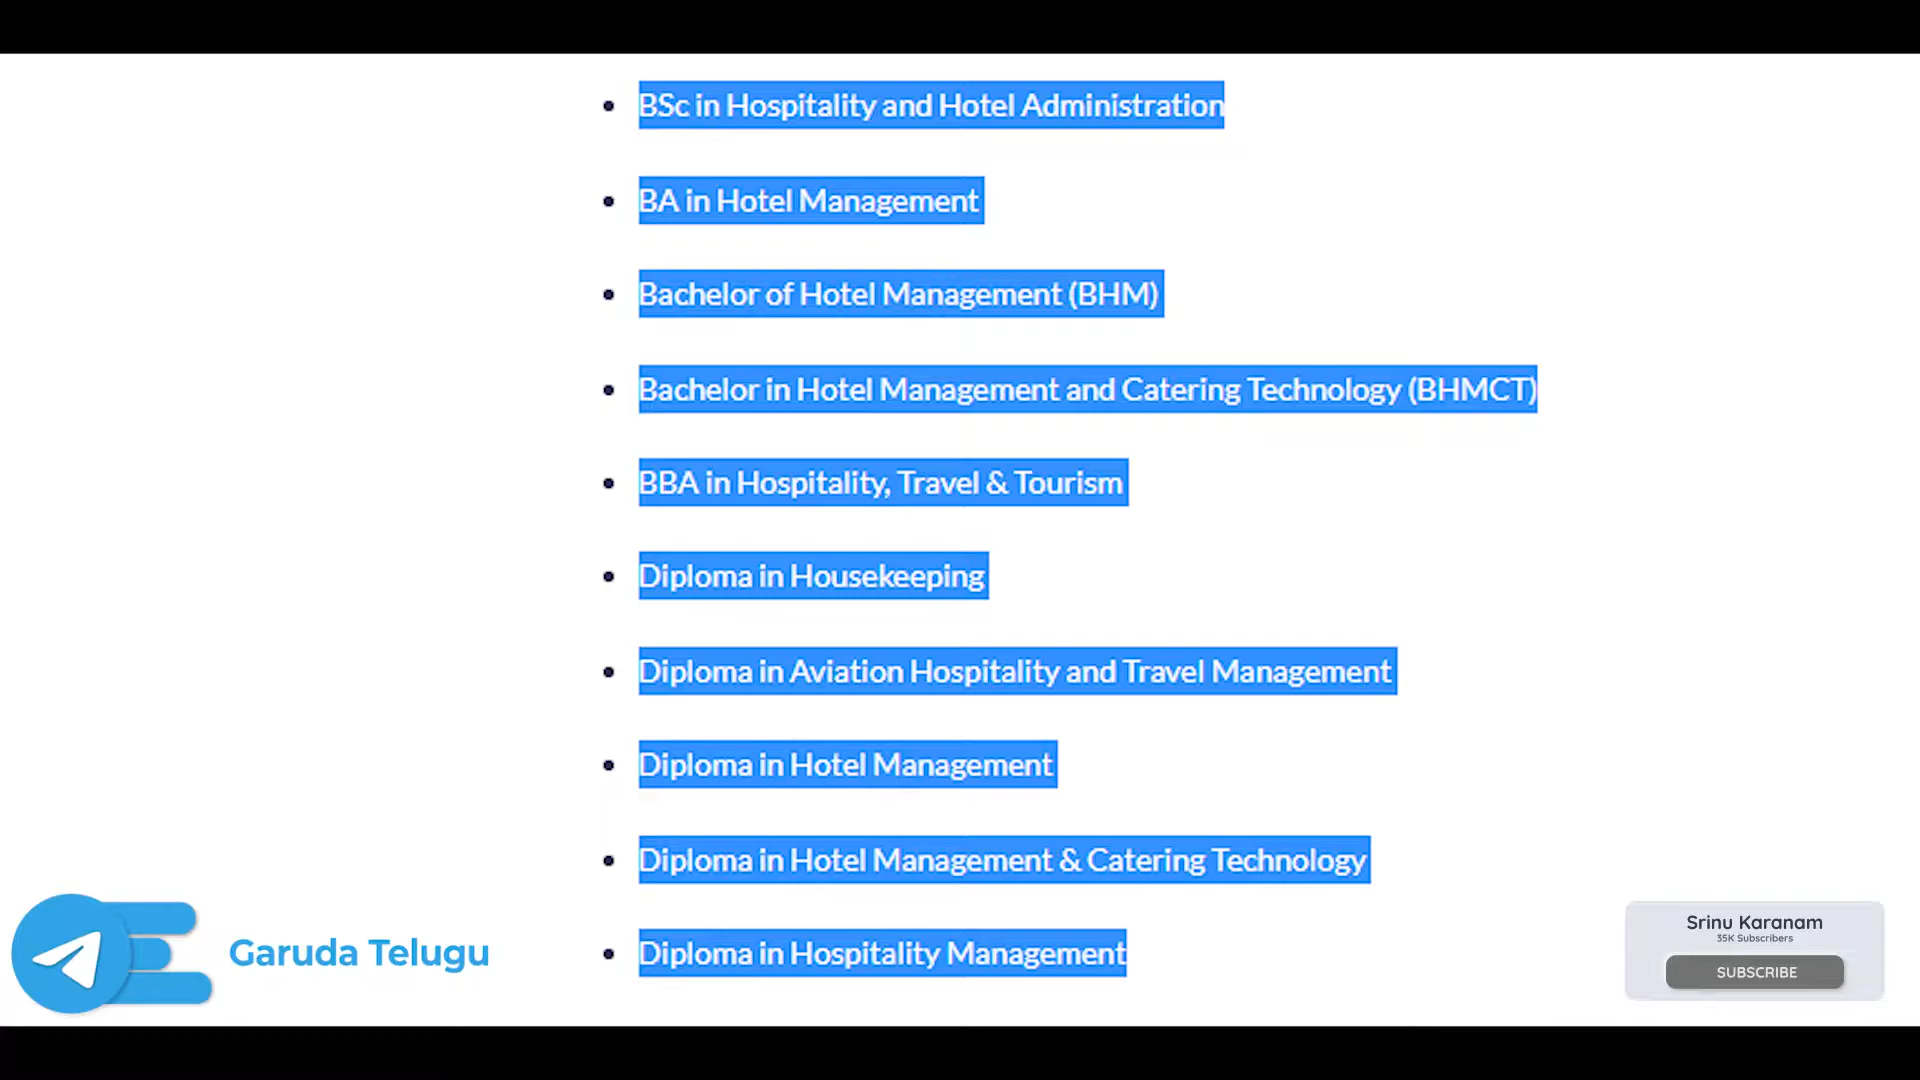 BSc in Hospitality and Hotel Administration
BA in Hotel Management
Bachelor of Hotel Management (BHM)
Bachelor in Hotel Management and Catering Technology (BHMCT)
BBA in Hospitality, Travel & Tourism
Diploma in Housekeeping
Diploma in Aviation Hospitality and Travel Management
Diploma in Hotel Management
Diploma in Hotel Management & Catering Technology
Diploma in Hospitality Management
Garuda Telugu
Srinu Karanam
35K Subscribers
SUBSCRIBE